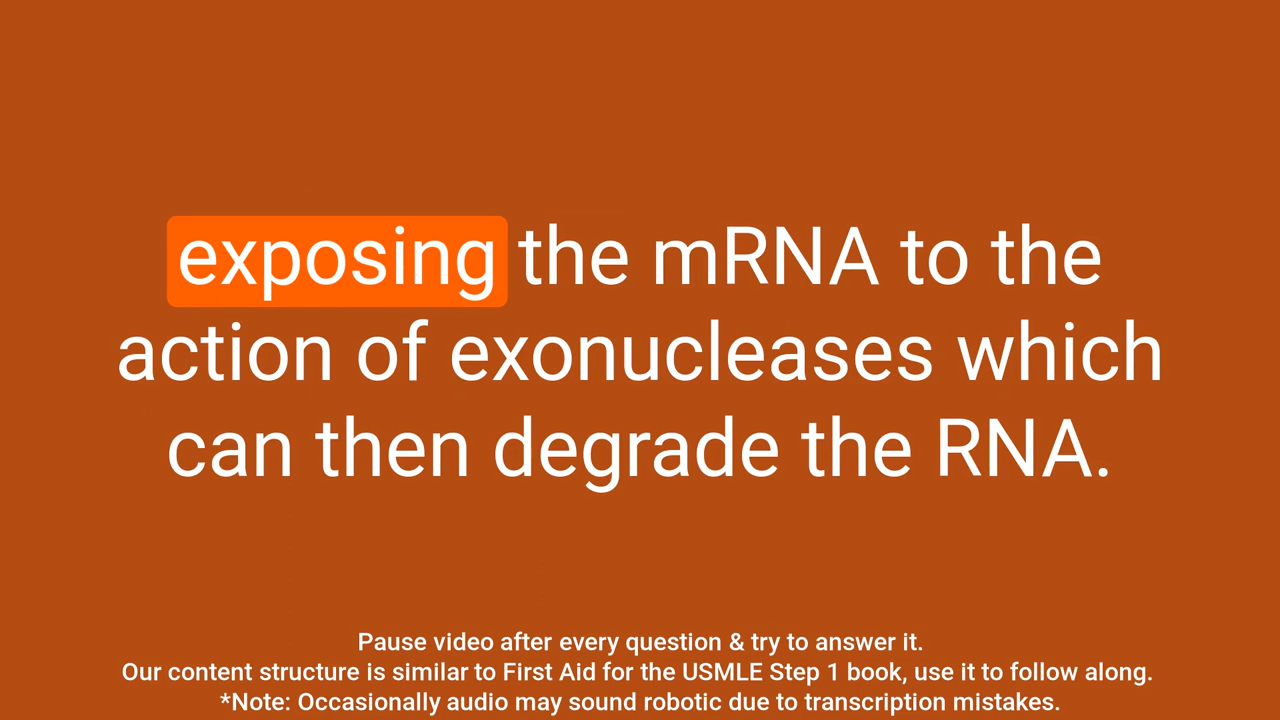 exposing the mRNA to the
action of exonucleases which
can then degrade the RNA.
Pause video after every question & try to answer it.
Our content structure is similar to First Aid for the USMLE Step 1 book, use it to follow along.
*Note: Occasionally audio may sound robotic due to transcription mistakes.